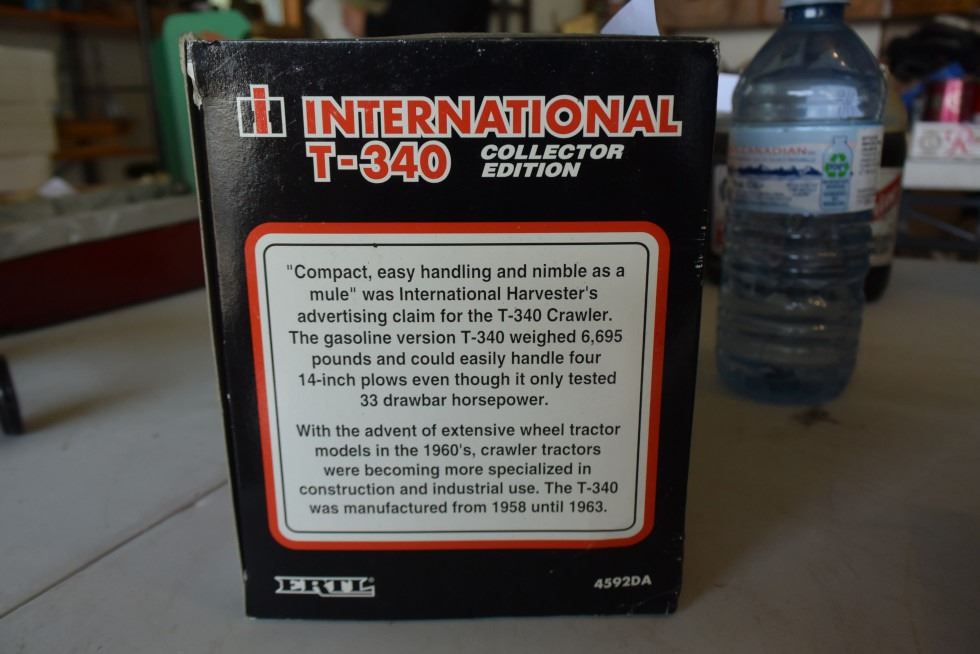 INTERNATIONAL
T-340 COLLECTOR
EDITION
"Compact, easy handling and nimble as a
mule" was International Harvester's
advertising claim for the T-340 Crawler.
The gasoline version T-340 weighed 6,695
pounds and could easily handle four
14-inch plows even though it only tested
33 drawbar horsepower.
With the advent of extensive wheel tractor
models in the 1960's, crawler tractors
were becoming more specialized in
construction and industrial use. The T-340
was manufactured from 1958 until 1963.
ERTL®
4592DA
CANADIAN